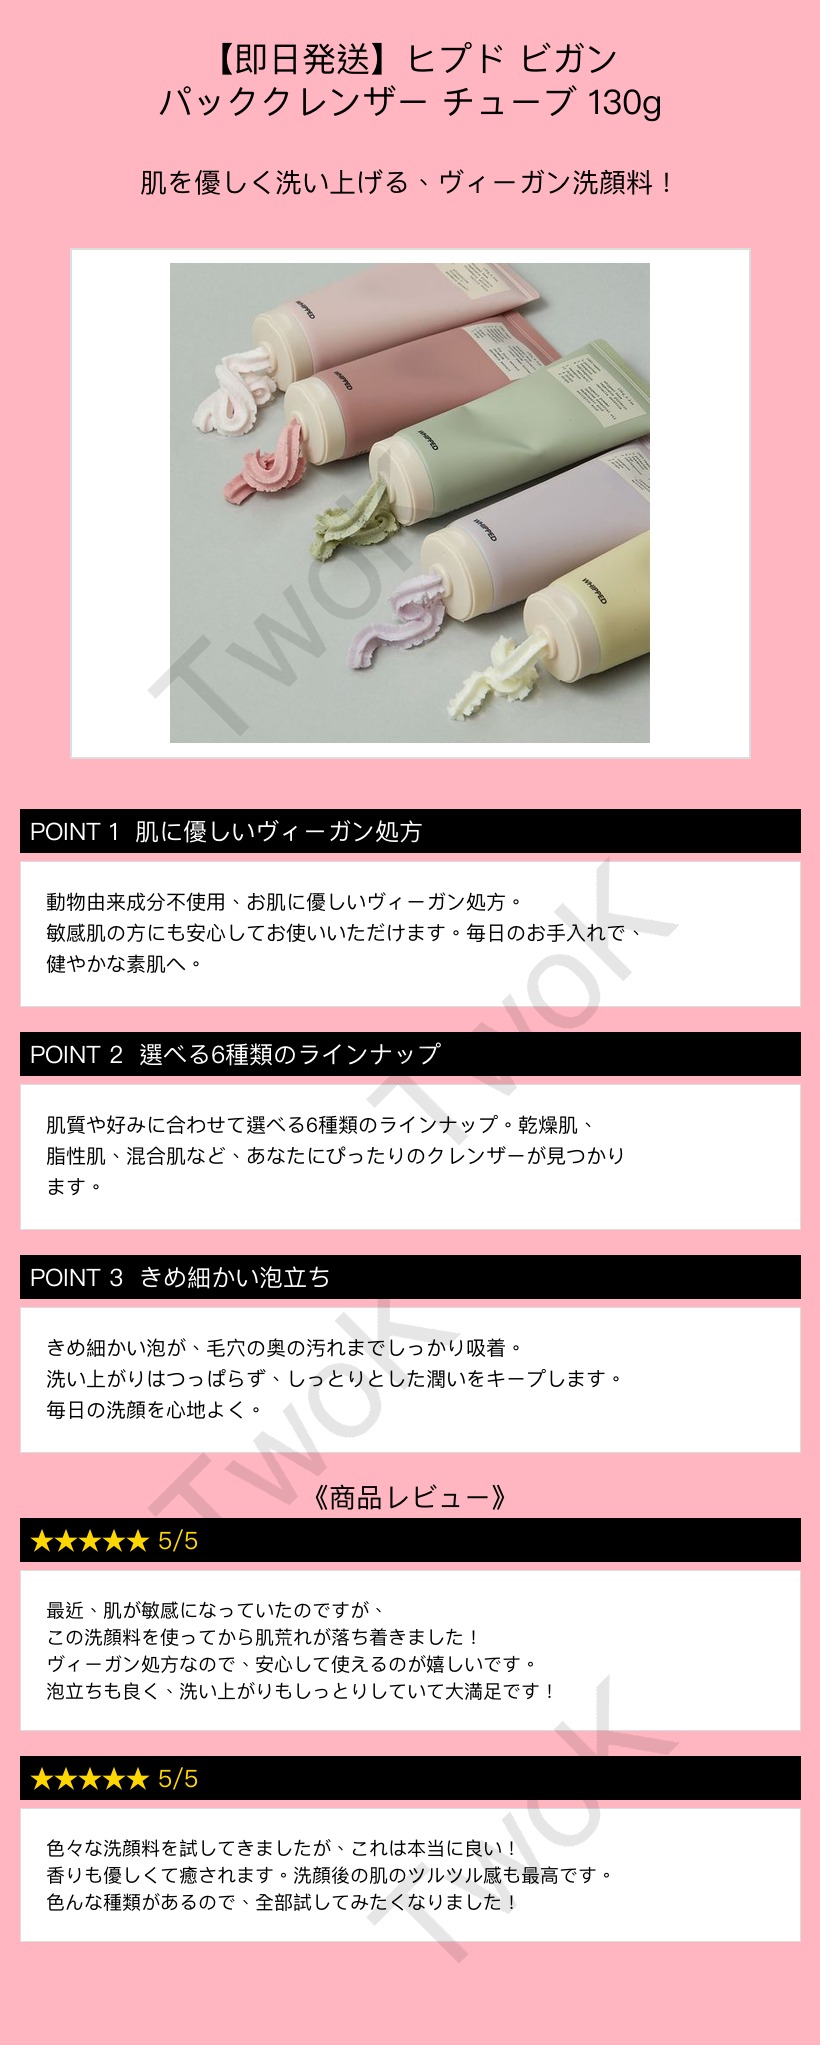 【即日発送】ヒプド ビガン
パッククレンザー チューブ 130g
肌を優しく洗い上げる、ヴィーガン洗顔料！
WHIPPED
WHIPPED
WHIPPED
WHIPPED
WHIPPED
TwoK
POINT 1 肌に優しいヴィーガン処方
動物由来成分不使用、お肌に優しいヴィーガン処方。
敏感肌の方にも安心してお使いいただけます。毎日のお手入れで、
健やかな素肌へ。
TwoK
POINT 2 選べる6種類のラインナップ
肌質や好みに合わせて選べる6種類のラインナップ。乾燥肌、
脂性肌、混合肌など、あなたにぴったりのクレンザーが見つかり
ます。
POINT 3 きめ細かい泡立ち
きめ細かい泡が、毛穴の奥の汚れまでしっかり吸着。
洗い上がりはつっぱらず、しっとりとした潤いをキープします。
毎日の洗顔を心地よく。
TwoK
《商品レビュー》
★★★★★ 5/5
最近、肌が敏感になっていたのですが、
この洗顔料を使ってから肌荒れが落ち着きました！
ヴィーガン処方なので、安心して使えるのが嬉しいです。
泡立ちも良く、洗い上がりもしっとりしていて大満足です！
★★★★★ 5/5
色々な洗顔料を試してきましたが、これは本当に良い！
香りも優しくて癒されます。洗顔後の肌のツルツル感も最高です。
色んな種類があるので、全部試してみたくなりました！
TwoK